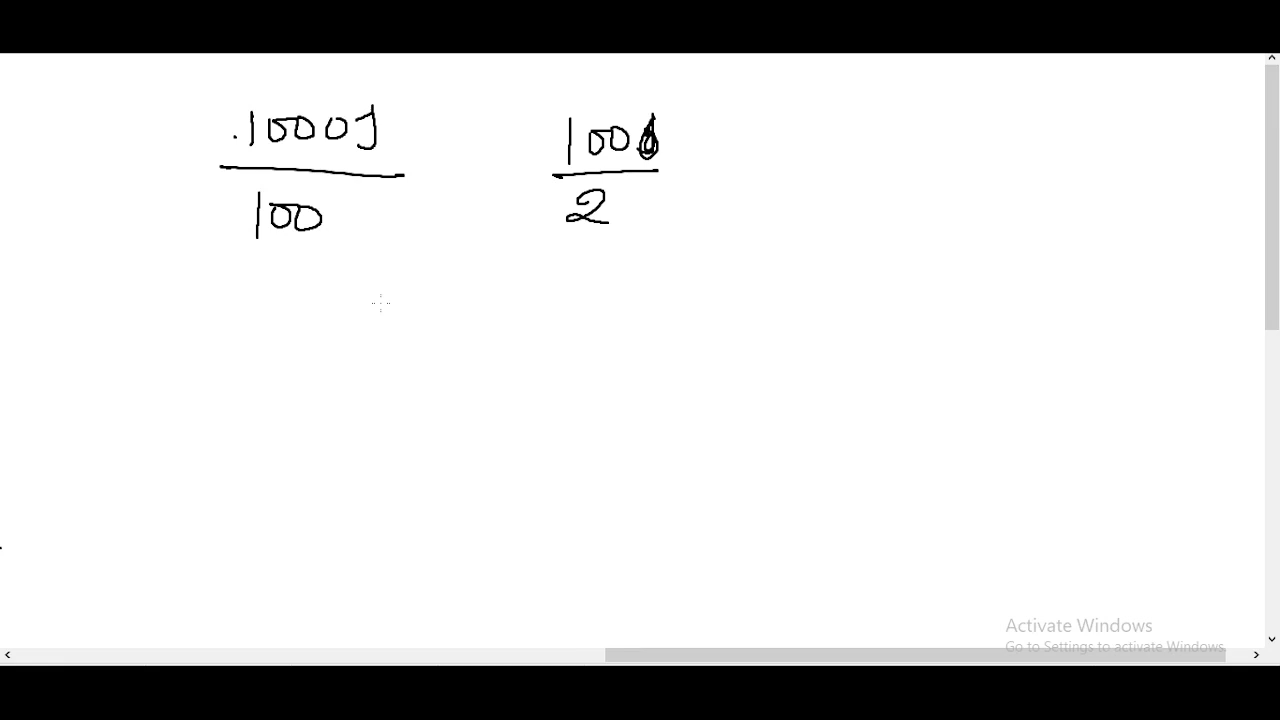 .1000J
100
1000
2
Activate Windows
Go to Settings to activate Windows.